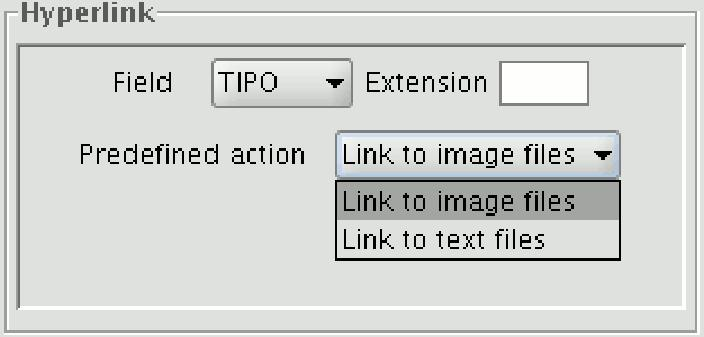 Hyperlink
Field TIPO Extension
Predefined action Link to image files
Link to image files
Link to text files